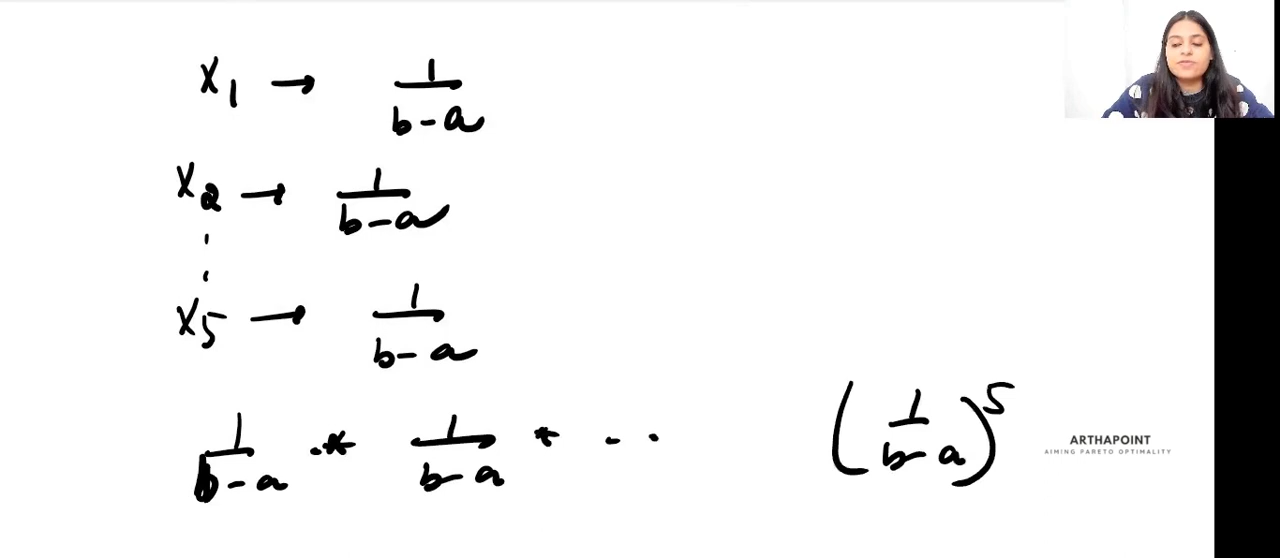 x1 → 1/(b-a)
x2 → 1/(b-a)
⋮
x5 → 1/(b-a)
1/(b-a) .* 1/(b-a) * .. (1/(b-a))^5
ARTHAPOINT
AIMING PARETO OPTIMALITY